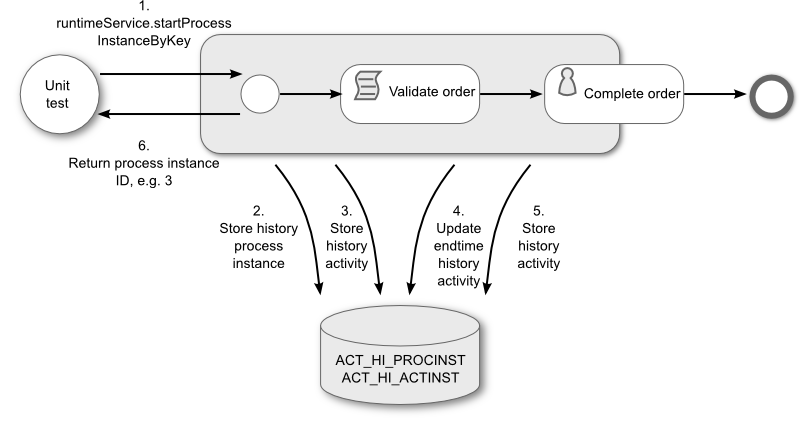 1.
runtimeService.startProcess
InstanceByKey
Unit
test
Validate order
Complete order
6.
Return process instance
ID, e.g. 3
2.
Store history
process
instance
3.
Store
history
activity
4.
Update
endtime
history
activity
5.
Store
history
activity
ACT_HI_PROCINST
ACT_HI_ACTINST